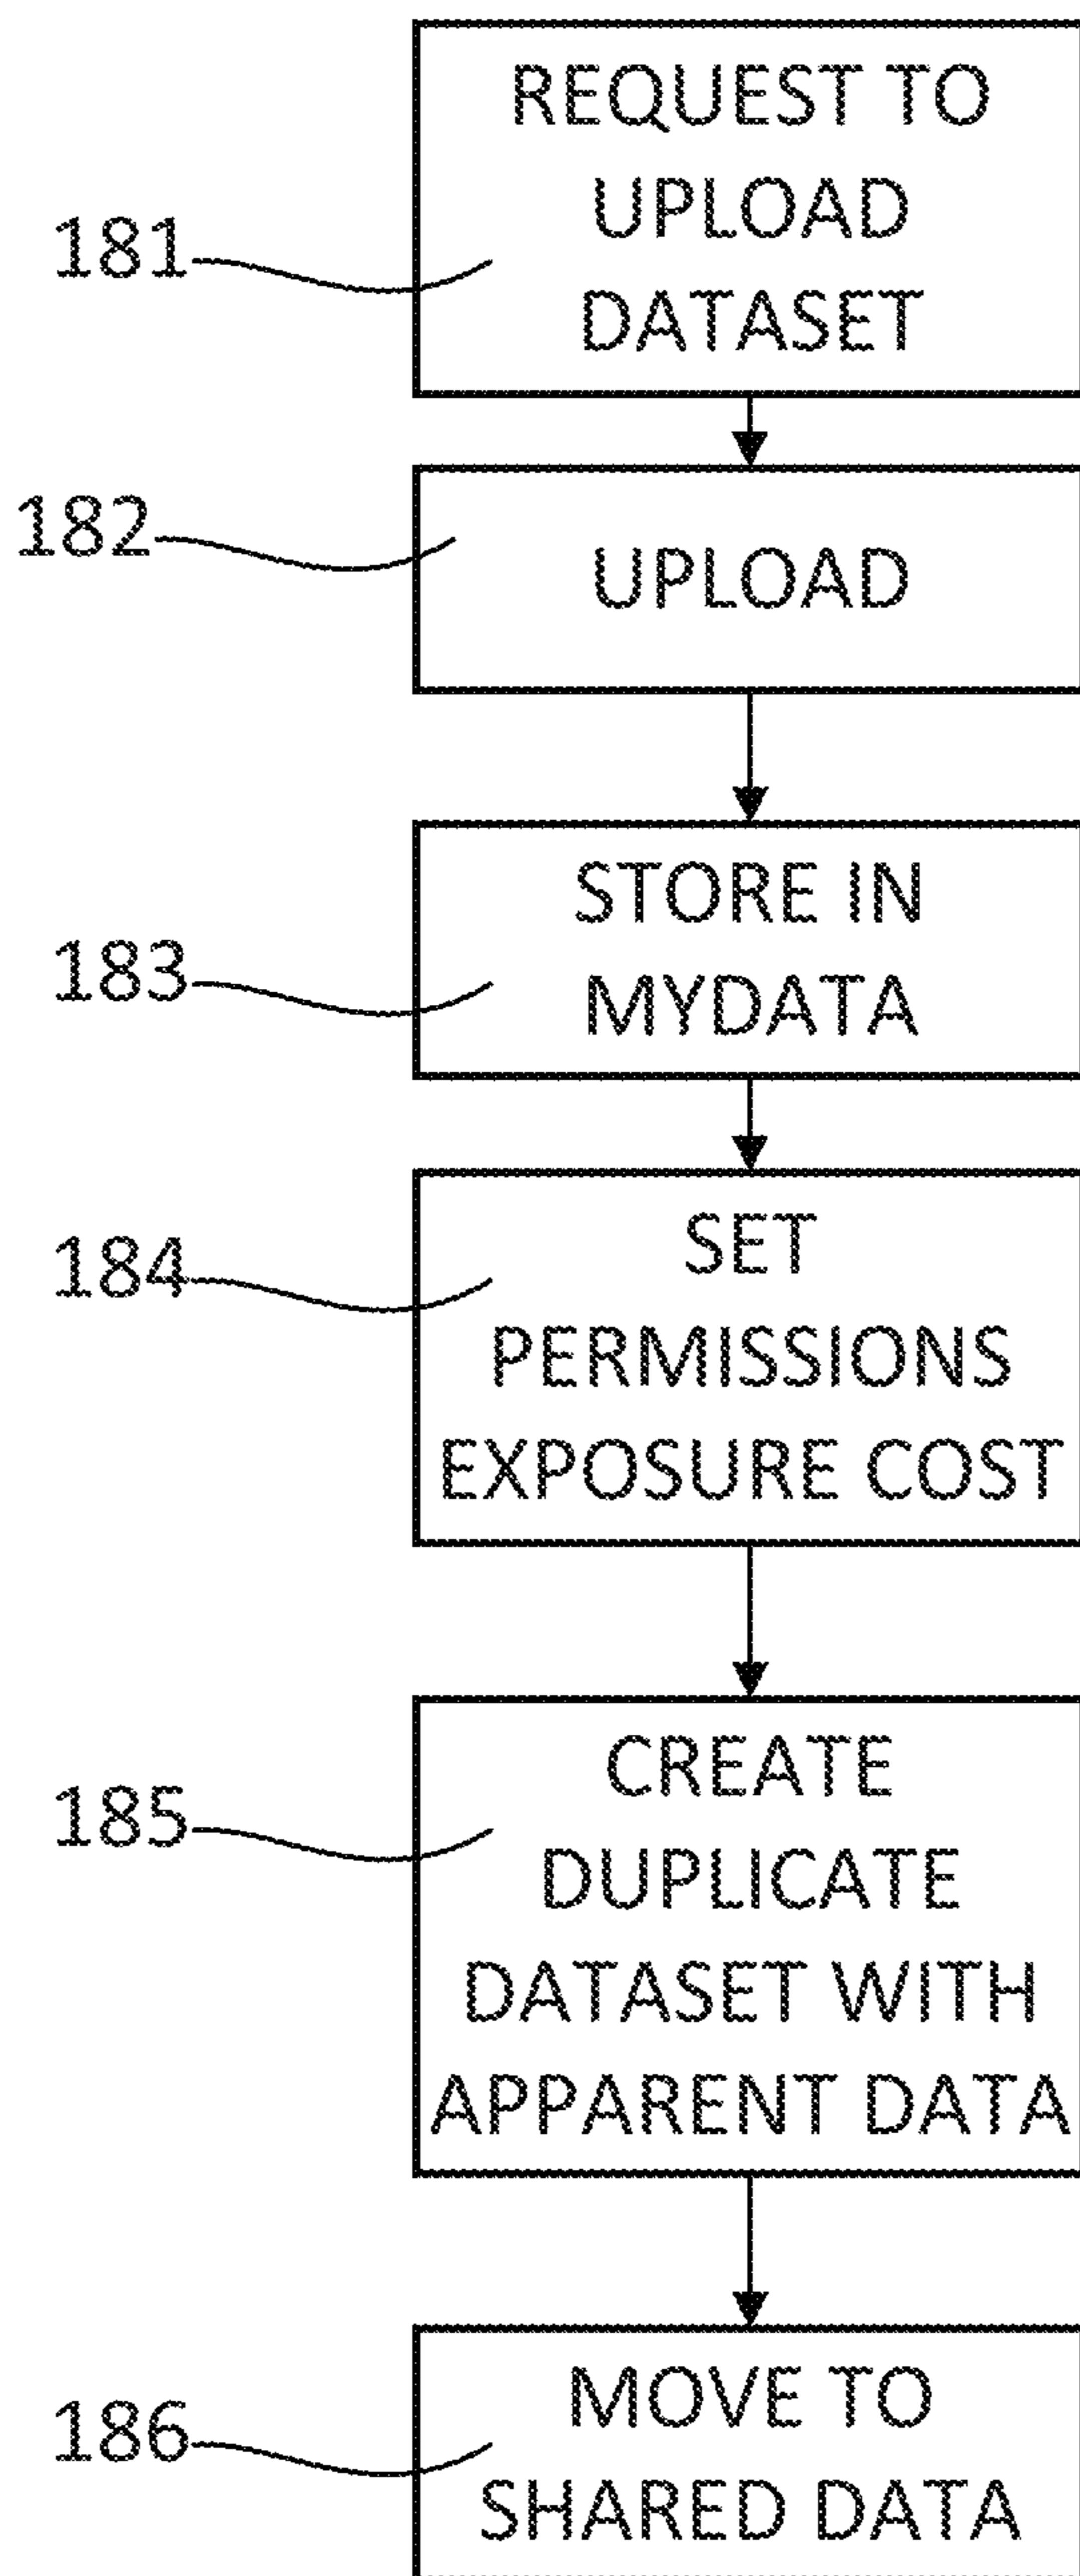 REQUEST TO
UPLOAD
DATASET
181
182
UPLOAD
STORE IN
MYDATA
183
SET
PERMISSIONS
EXPOSURE COST
184
CREATE
DUPLICATE
DATASET WITH
APPARENT DATA
185
MOVE TO
SHARED DATA
186